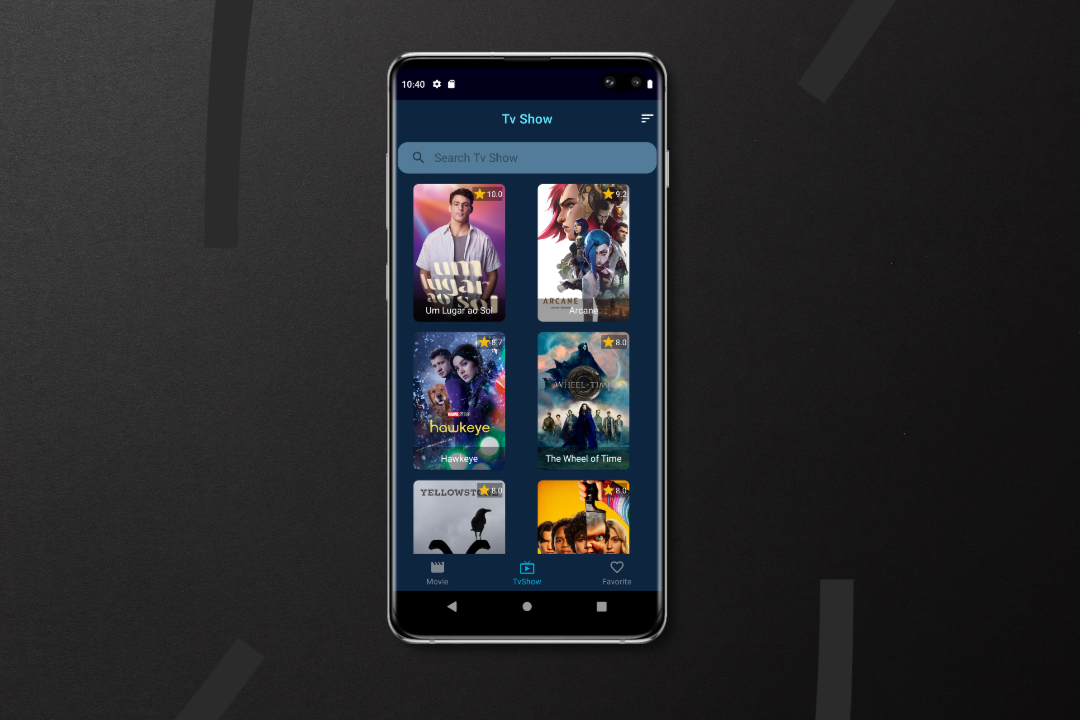 10:40
Tv Show
Search Tv Show
10.0
9.2
um
lugar
ao sol
Um Lugar ao Sol
ARCANE
Arcane
8.7
8.0
THE WHEEL OF TIME
hawkeye
Hawkeye
The Wheel of Time
8.0
8.0
YELLOWST
Movie
TvShow
Favorite